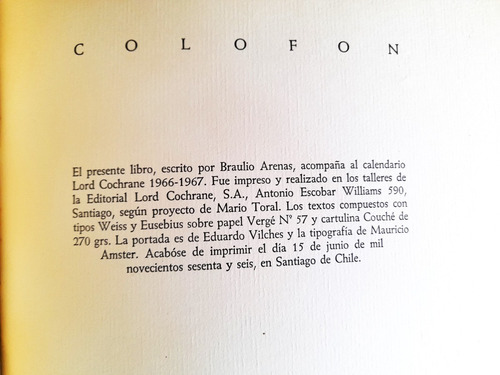 COLOFON
El presente libro, escrito por Braulio Arenas, acompaña al calendario
Lord Cochrane 1966-1967. Fue impreso y realizado en los talleres de
la Editorial Lord Cochrane, S.A., Antonio Escobar Williams 590,
Santiago, según proyecto de Mario Toral. Los textos compuestos con
tipos Weiss y Eusebius sobre papel Vergé N° 57 y cartulina Couché de
270 grs. La portada es de Eduardo Vilches y la tipografía de Mauricio
Amster. Acabóse de imprimir el día 15 de junio de mil
novecientos sesenta y seis, en Santiago de Chile.